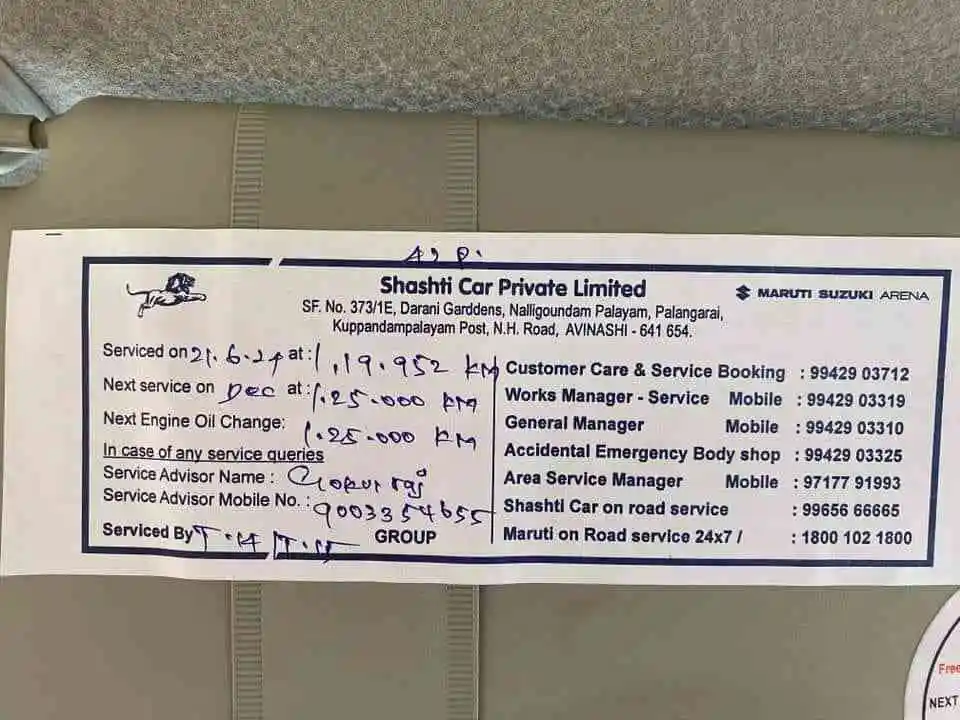 Shashti Car Private Limited
MARUTI SUZUKI ARENA
SF. No. 373/1E, Darani Garddens, Nalligoundam Palayam, Palangarai,
Kuppandampalayam Post, N.H. Road, AVINASHI - 641 654.
Serviced on 21.6.24 at: 1,19.952 KM
Next service on Dec at: 1.25.000 KM
Next Engine Oil Change: 1.25.000 KM
In case of any service queries
Service Advisor Name : Gokul raj
Service Advisor Mobile No. : 9003354655
Serviced By GROUP
Customer Care & Service Booking : 99429 03712
Works Manager - Service Mobile : 99429 03319
General Manager Mobile : 99429 03310
Accidental Emergency Body shop : 99429 03325
Area Service Manager Mobile : 97177 91993
Shashti Car on road service : 99656 66665
Maruti on Road service 24x7 / : 1800 102 1800
Free
NEXT